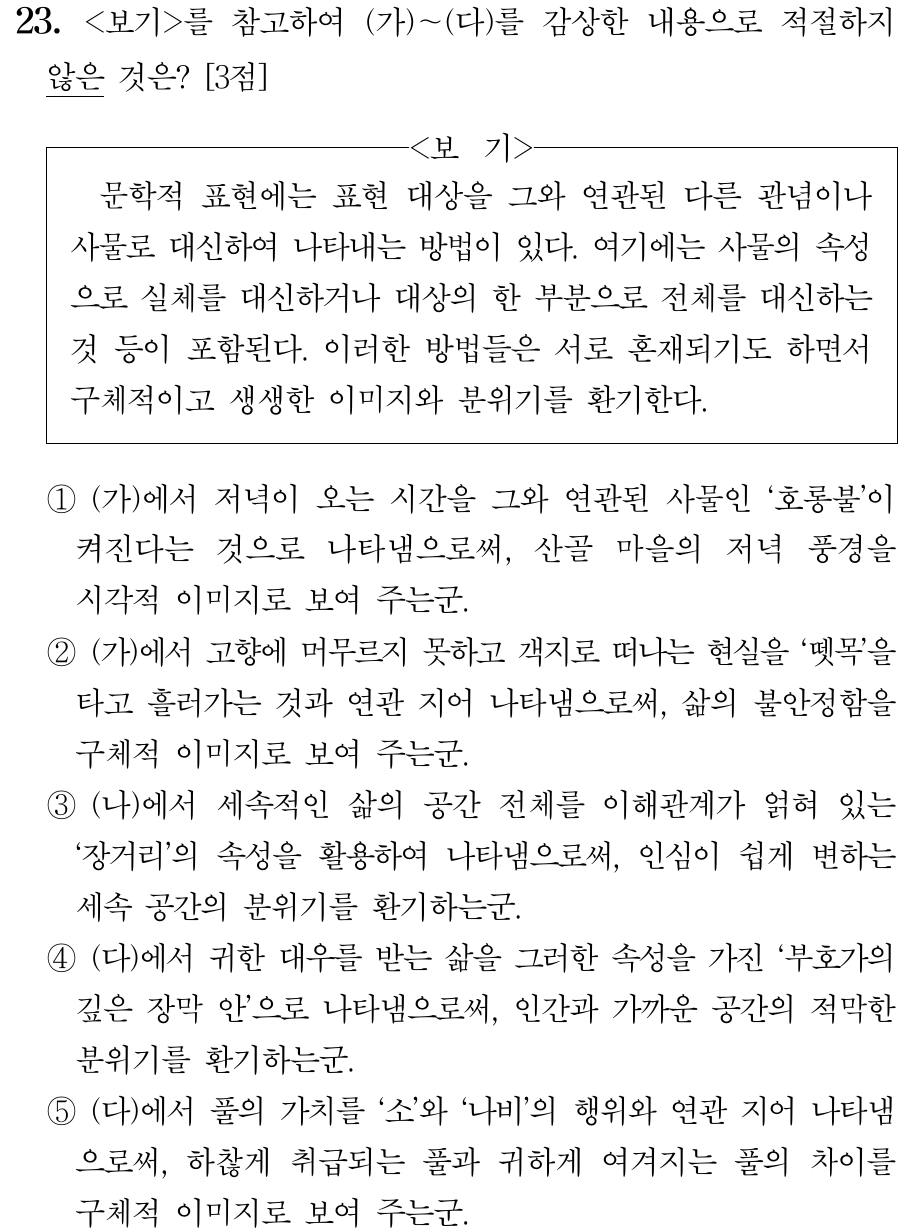 23. <보기>를 참고하여 (가)~(다)를 감상한 내용으로 적절하지
않은 것은? [3점]
<보 기>
문학적 표현에는 표현 대상을 그와 연관된 다른 관념이나
사물로 대신하여 나타내는 방법이 있다. 여기에는 사물의 속성
으로 실체를 대신하거나 대상의 한 부분으로 전체를 대신하는
것 등이 포함된다. 이러한 방법들은 서로 혼재되기도 하면서
구체적이고 생생한 이미지와 분위기를 환기한다.
① (가)에서 저녁이 오는 시간을 그와 연관된 사물인 ‘호롱불’이
켜진다는 것으로 나타냄으로써, 산골 마을의 저녁 풍경을
시각적 이미지로 보여 주는군.
② (가)에서 고향에 머무르지 못하고 객지로 떠나는 현실을 ‘뗏목’을
타고 흘러가는 것과 연관 지어 나타냄으로써, 삶의 불안정함을
구체적 이미지로 보여 주는군.
③ (나)에서 세속적인 삶의 공간 전체를 이해관계가 얽혀 있는
‘장거리’의 속성을 활용하여 나타냄으로써, 인심이 쉽게 변하는
세속 공간의 분위기를 환기하는군.
④ (다)에서 귀한 대우를 받는 삶을 그러한 속성을 가진 ‘부호가의
깊은 장막 안’으로 나타냄으로써, 인간과 가까운 공간의 적막한
분위기를 환기하는군.
⑤ (다)에서 풀의 가치를 ‘소’와 ‘나비’의 행위와 연관 지어 나타냄
으로써, 하찮게 취급되는 풀과 귀하게 여겨지는 풀의 차이를
구체적 이미지로 보여 주는군.